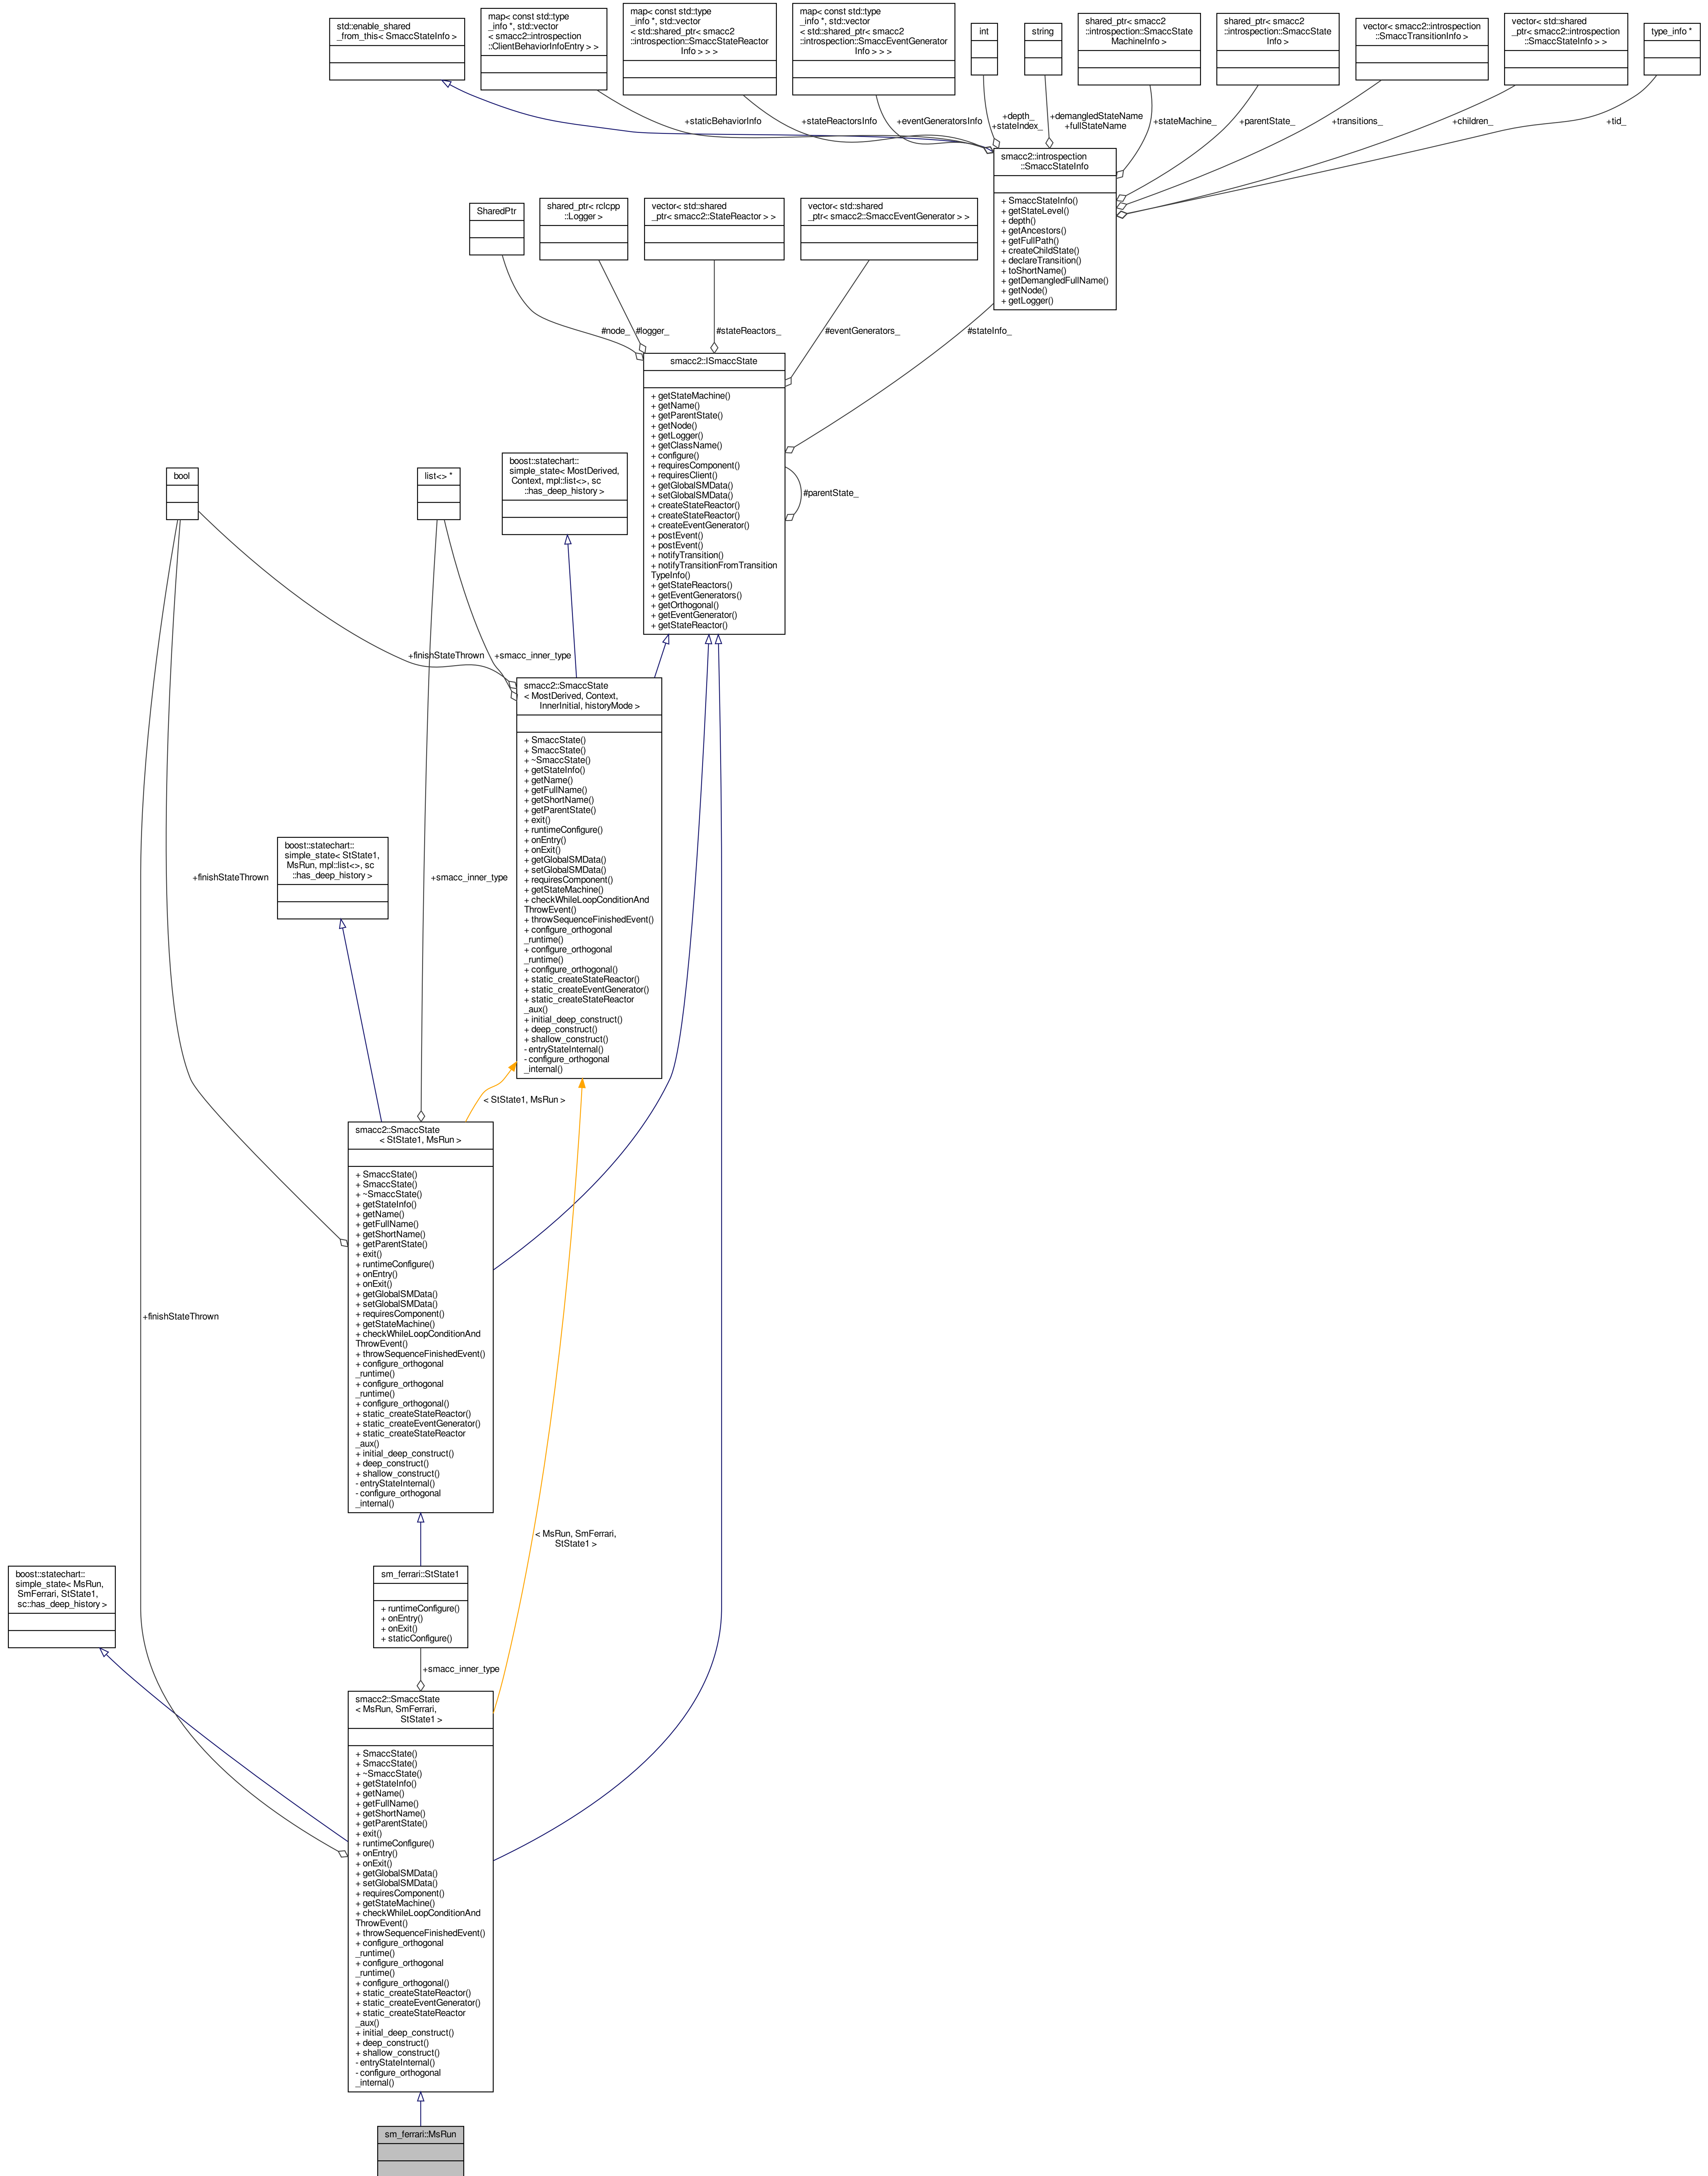 std::enable_shared
_from_this< SmaccStateInfo >
map< const std::type
_info *, std::vector
< smacc2::introspection
::ClientBehaviorInfoEntry > >
map< const std::type
_info *, std::vector
< std::shared_ptr< smacc2
::introspection::SmaccStateReactor
Info > > >
map< const std::type
_info *, std::vector
< std::shared_ptr< smacc2
::introspection::SmaccEventGenerator
Info > > >
int
string
shared_ptr< smacc2
::introspection::SmaccState
MachineInfo >
shared_ptr< smacc2
::introspection::SmaccState
Info >
vector< smacc2::introspection
::SmaccTransitionInfo >
vector< std::shared
_ptr< smacc2::introspection
::SmaccStateInfo > >
type_info *
+staticBehaviorInfo
+stateReactorsInfo
+eventGeneratorsInfo
+depth_
+stateIndex_
+demangledStateName
+fullStateName
+stateMachine_
+parentState_
+transitions_
+children_
+tid_
smacc2::introspection
::SmaccStateInfo
+ SmaccStateInfo()
+ getStateLevel()
+ depth()
+ getAncestors()
+ getFullPath()
+ createChildState()
+ declareTransition()
+ toShortName()
+ getDemangledFullName()
+ getNode()
+ getLogger()
SharedPtr
shared_ptr< rclcpp
::Logger >
vector< std::shared
_ptr< smacc2::StateReactor > >
vector< std::shared
_ptr< smacc2::SmaccEventGenerator > >
#node_
#logger_
#stateReactors_
#eventGenerators_
#stateInfo_
smacc2::ISmaccState
+ getStateMachine()
+ getName()
+ getParentState()
+ getNode()
+ getLogger()
+ getClassName()
+ configure()
+ requiresComponent()
+ requiresClient()
+ getGlobalSMData()
+ setGlobalSMData()
+ createStateReactor()
+ createStateReactor()
+ createEventGenerator()
+ postEvent()
+ postEvent()
+ notifyTransition()
+ notifyTransitionFromTransition
TypeInfo()
+ getStateReactors()
+ getEventGenerators()
+ getOrthogonal()
+ getEventGenerator()
+ getStateReactor()
#parentState_
bool
list<> *
boost::statechart::
simple_state< MostDerived,
Context, mpl::list<>, sc
::has_deep_history >
+finishStateThrown
+smacc_inner_type
smacc2::SmaccState
< MostDerived, Context,
InnerInitial, historyMode >
+ SmaccState()
+ SmaccState()
+ ~SmaccState()
+ getStateInfo()
+ getName()
+ getFullName()
+ getShortName()
+ getParentState()
+ exit()
+ runtimeConfigure()
+ onEntry()
+ onExit()
+ getGlobalSMData()
+ setGlobalSMData()
+ requiresComponent()
+ getStateMachine()
+ checkWhileLoopConditionAnd
ThrowEvent()
+ throwSequenceFinishedEvent()
+ configure_orthogonal
_runtime()
+ configure_orthogonal
_runtime()
+ configure_orthogonal()
+ static_createStateReactor()
+ static_createEventGenerator()
+ static_createStateReactor
_aux()
+ initial_deep_construct()
+ deep_construct()
+ shallow_construct()
- entryStateInternal()
- configure_orthogonal
_internal()
boost::statechart::
simple_state< StState1,
MsRun, mpl::list<>, sc
::has_deep_history >
+finishStateThrown
+smacc_inner_type
< StState1, MsRun >
smacc2::SmaccState
< StState1, MsRun >
+ SmaccState()
+ SmaccState()
+ ~SmaccState()
+ getStateInfo()
+ getName()
+ getFullName()
+ getShortName()
+ getParentState()
+ exit()
+ runtimeConfigure()
+ onEntry()
+ onExit()
+ getGlobalSMData()
+ setGlobalSMData()
+ requiresComponent()
+ getStateMachine()
+ checkWhileLoopConditionAnd
ThrowEvent()
+ throwSequenceFinishedEvent()
+ configure_orthogonal
_runtime()
+ configure_orthogonal
_runtime()
+ configure_orthogonal()
+ static_createStateReactor()
+ static_createEventGenerator()
+ static_createStateReactor
_aux()
+ initial_deep_construct()
+ deep_construct()
+ shallow_construct()
- entryStateInternal()
- configure_orthogonal
_internal()
+finishStateThrown
< MsRun, SmFerrari,
StState1 >
boost::statechart::
simple_state< MsRun,
SmFerrari, StState1,
sc::has_deep_history >
sm_ferrari::StState1
+ runtimeConfigure()
+ onEntry()
+ onExit()
+ staticConfigure()
+smacc_inner_type
smacc2::SmaccState
< MsRun, SmFerrari,
StState1 >
+ SmaccState()
+ SmaccState()
+ ~SmaccState()
+ getStateInfo()
+ getName()
+ getFullName()
+ getShortName()
+ getParentState()
+ exit()
+ runtimeConfigure()
+ onEntry()
+ onExit()
+ getGlobalSMData()
+ setGlobalSMData()
+ requiresComponent()
+ getStateMachine()
+ checkWhileLoopConditionAnd
ThrowEvent()
+ throwSequenceFinishedEvent()
+ configure_orthogonal
_runtime()
+ configure_orthogonal
_runtime()
+ configure_orthogonal()
+ static_createStateReactor()
+ static_createEventGenerator()
+ static_createStateReactor
_aux()
+ initial_deep_construct()
+ deep_construct()
+ shallow_construct()
- entryStateInternal()
- configure_orthogonal
_internal()
sm_ferrari::MsRun